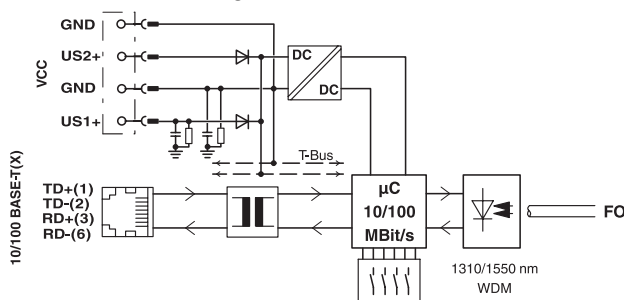 GND
US2+
GND
US1+
VCC
DC
DC
T-Bus
10/100 BASE-T(X)
TD+(1)
TD-(2)
RD+(3)
RD-(6)
µC
10/100
MBit/s
FO
1310/1550 nm
WDM